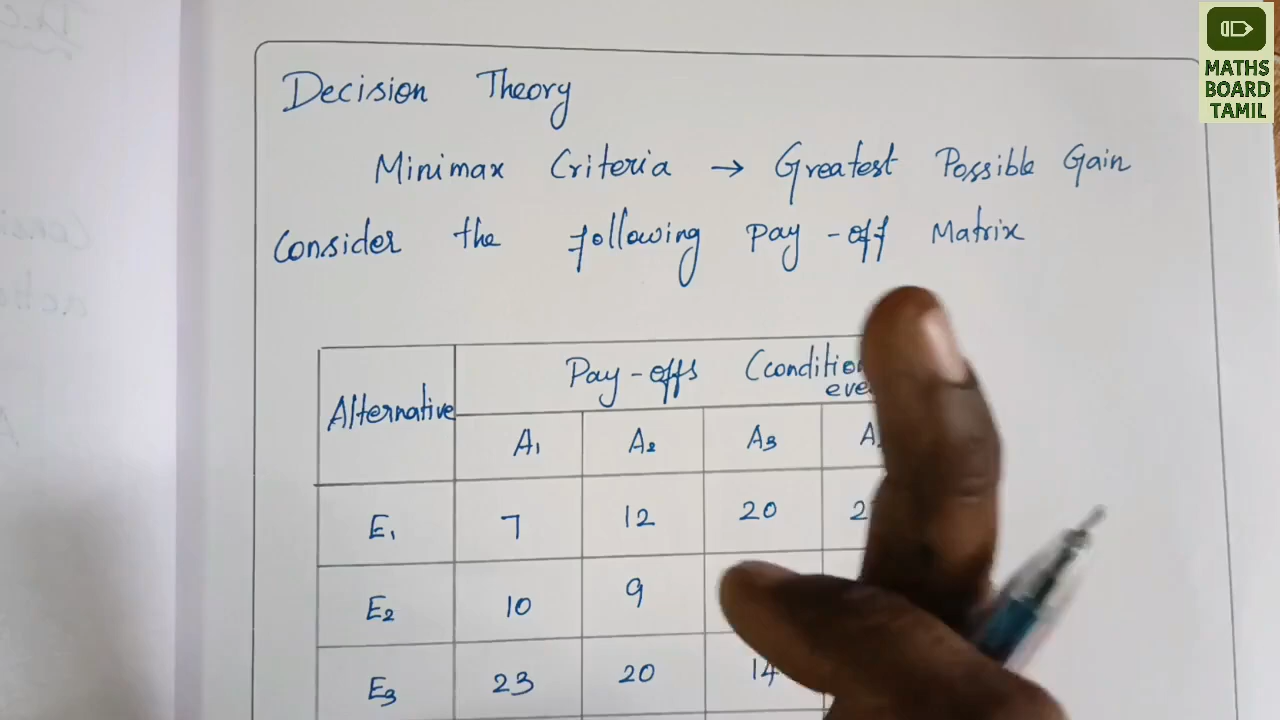 MATHS
BOARD
TAMIL
Decision Theory
Minimax Criteria → Greatest Possible Gain
Consider the following Pay-off Matrix
Alternative
Pay-offs
A1 A2 A3
E1 7 12 20
E2 10 9
E3 23 20 14